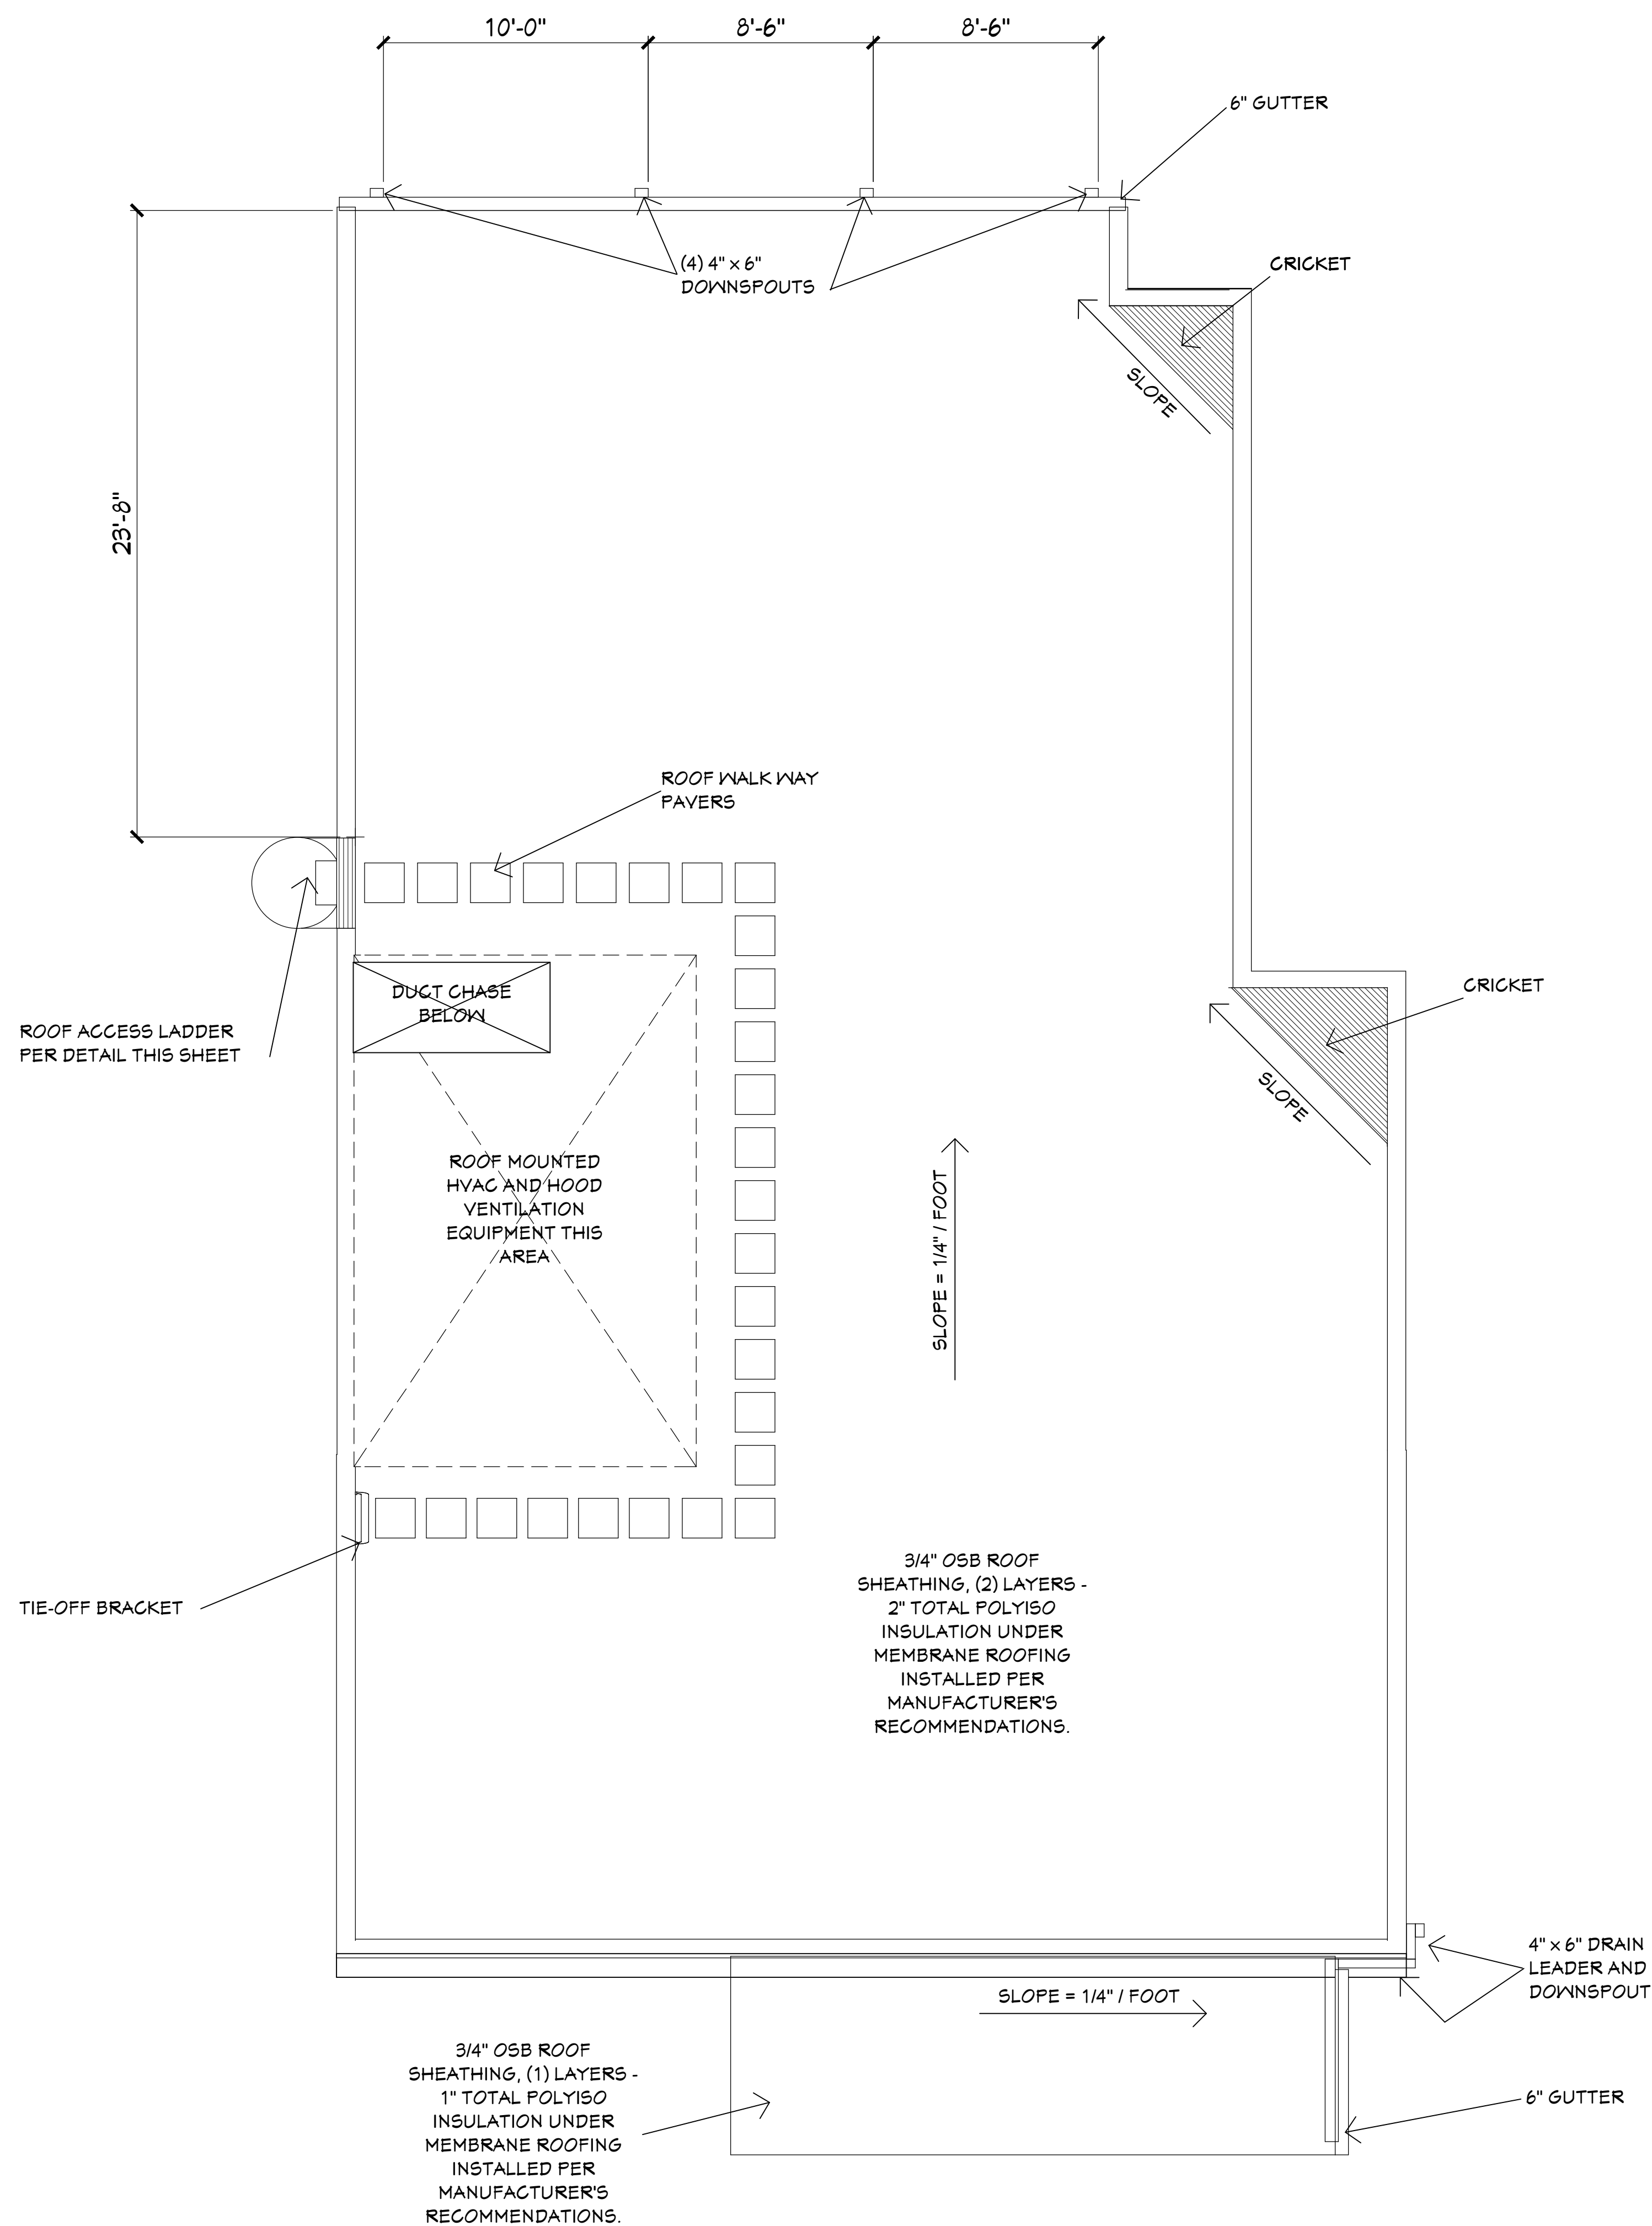 10'-0"
8'-6"
8'-6"
6" GUTTER
(4) 4" x 6"
DOWNSPOUTS
CRICKET
SLOPE
23'-8"
ROOF WALK WAY
PAVERS
DUCT CHASE
BELOW
CRICKET
ROOF ACCESS LADDER
PER DETAIL THIS SHEET
SLOPE
ROOF MOUNTED
HVAC AND HOOD
VENTILATION
EQUIPMENT THIS
AREA
SLOPE = 1/4" / FOOT
TIE-OFF BRACKET
3/4" OSB ROOF
SHEATHING, (2) LAYERS -
2" TOTAL POLYISO
INSULATION UNDER
MEMBRANE ROOFING
INSTALLED PER
MANUFACTURER'S
RECOMMENDATIONS.
4" x 6" DRAIN
LEADER AND
DOWNSPOUT
SLOPE = 1/4" / FOOT
3/4" OSB ROOF
SHEATHING, (1) LAYERS -
1" TOTAL POLYISO
INSULATION UNDER
MEMBRANE ROOFING
INSTALLED PER
MANUFACTURER'S
RECOMMENDATIONS.
6" GUTTER